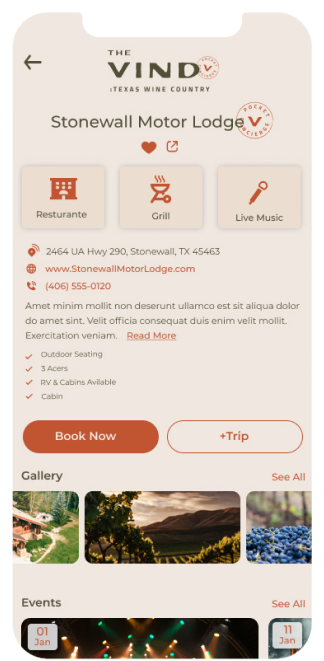 THE
VINDO
TEXAS WINE COUNTRY
Stonewall Motor Lodge
POCKET
CONCIERGE
Resturante
Grill
Live Music
2464 UA Hwy 290, Stonewall, TX 45463
www.StonewallMotorLodge.com
(406) 555-0120
Amet minim mollit non deserunt ullamco est sit aliqua dolor
do amet sint. Velit officia consequat duis enim velit mollit.
Exercitation veniam. Read More
Outdoor Seating
3 Acers
RV & Cabins Avilable
Cabin
Book Now
+Trip
Gallery
See All
Events
See All
01
Jan
11
Jan